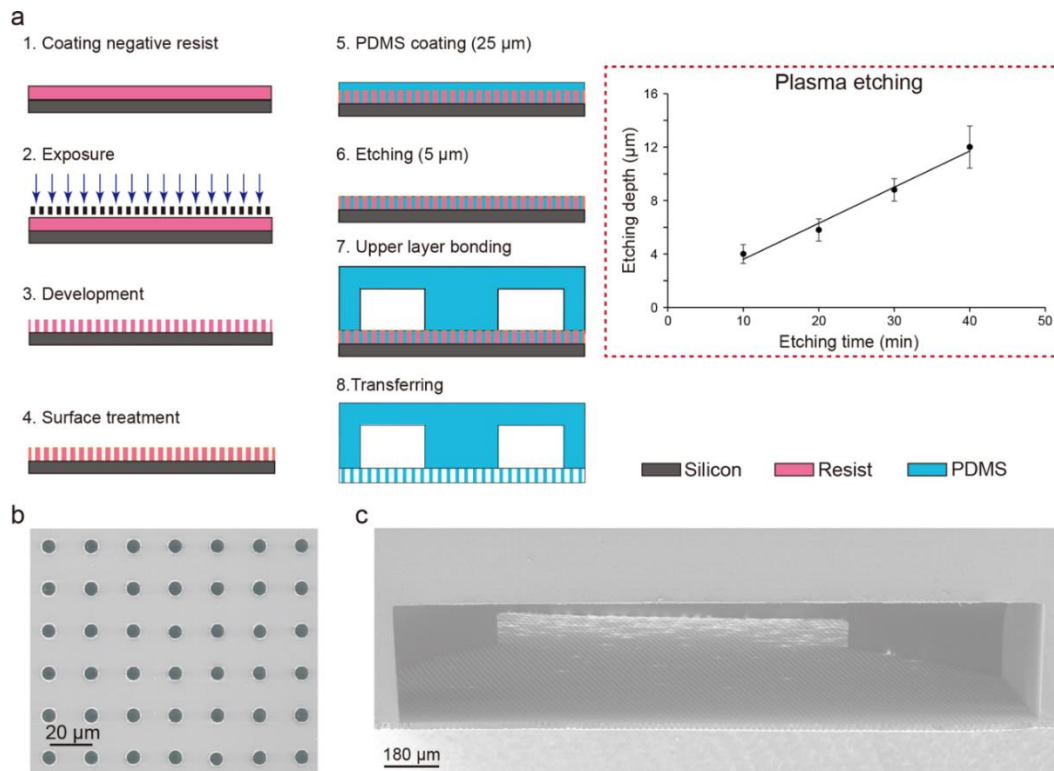 a
1. Coating negative resist
2. Exposure
3. Development
4. Surface treatment
5. PDMS coating (25 µm)
6. Etching (5 µm)
7. Upper layer bonding
8.Transferring
Plasma etching
Etching depth (µm)
16
12
8
4
0
0
10
20
30
40
50
Etching time (min)
Silicon
Resist
PDMS
b
20 µm
c
180 µm